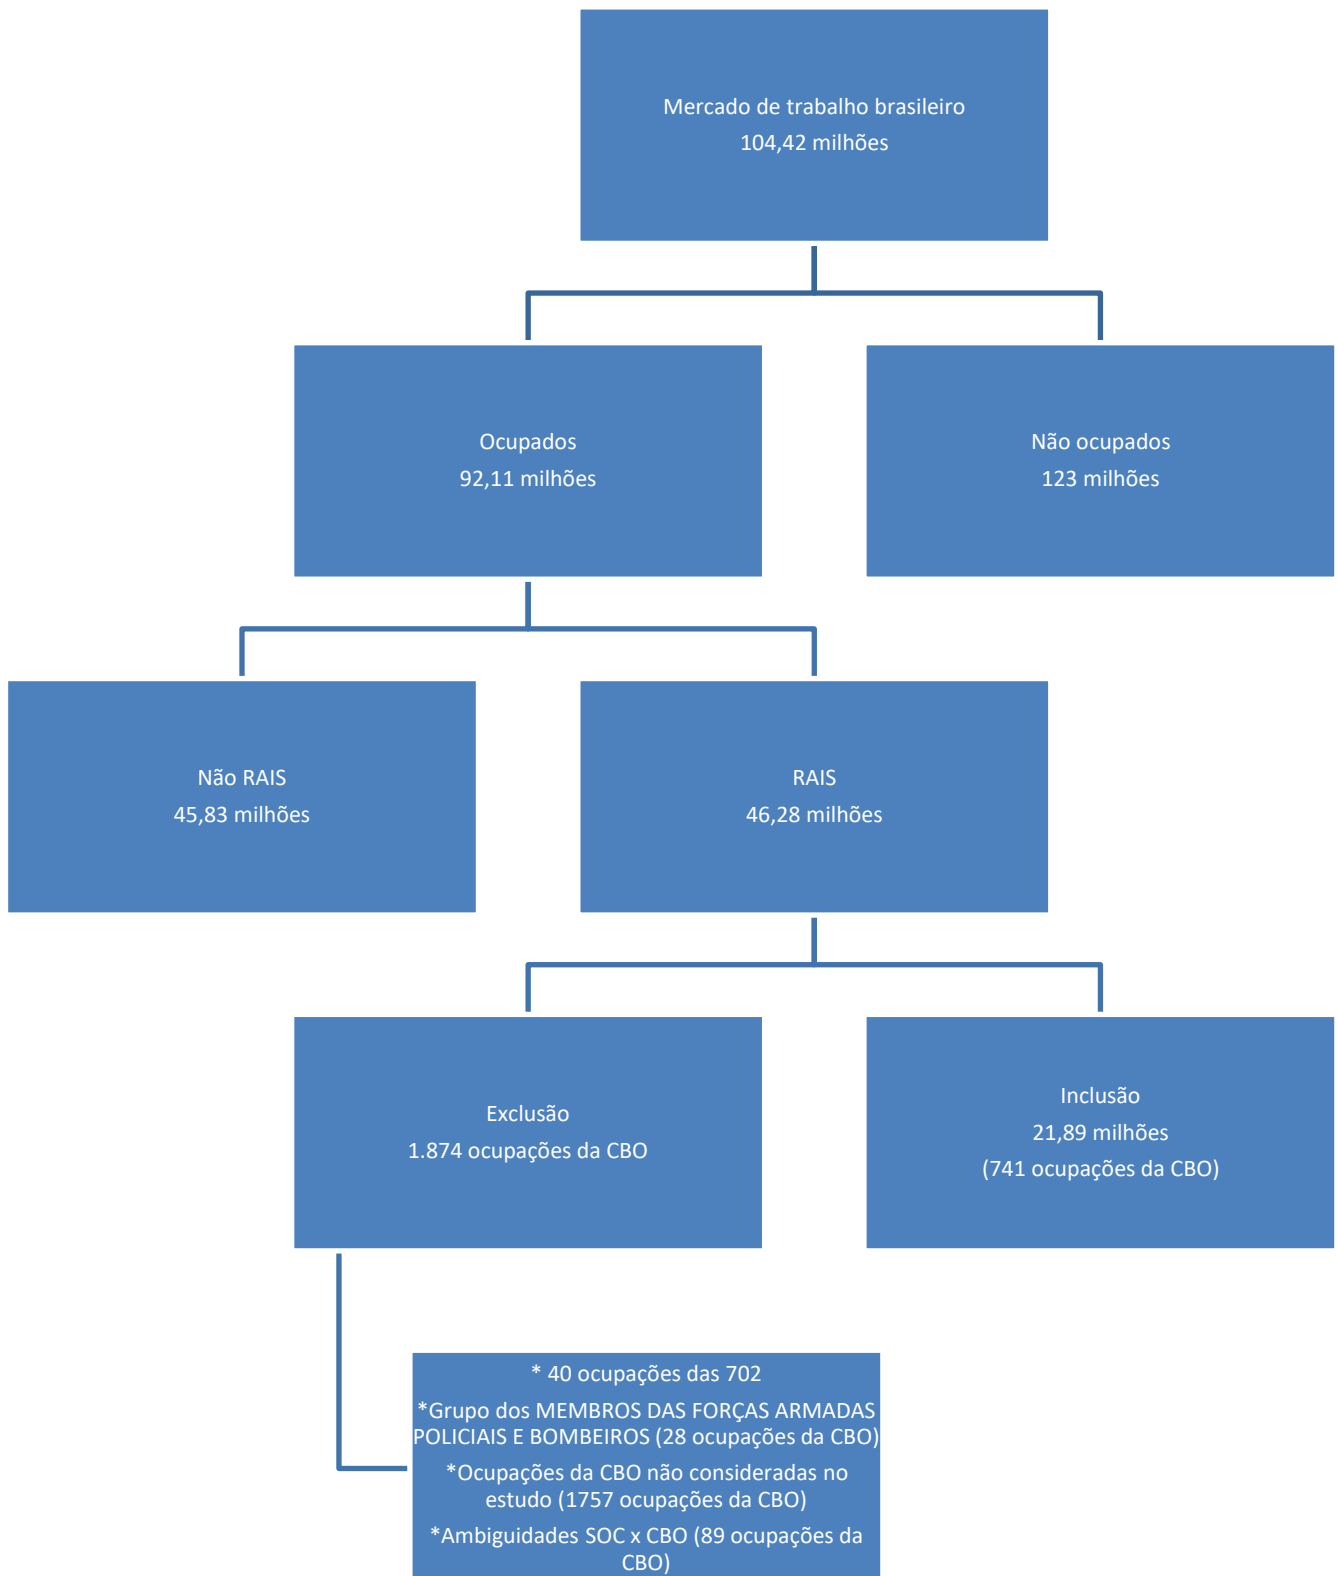 Mercado de trabalho brasileiro
104,42 milhões
Ocupados
92,11 milhões
Não ocupados
123 milhões
Não RAIS
45,83 milhões
RAIS
46,28 milhões
Exclusão
1.874 ocupações da CBO
Inclusão
21,89 milhões
(741 ocupações da CBO)
* 40 ocupações das 702
*Grupo dos MEMBROS DAS FORÇAS ARMADAS
POLICIAIS E BOMBEIROS (28 ocupações da CBO)
*Ocupações da CBO não consideradas no
estudo (1757 ocupações da CBO)
*Ambiguidades SOC x CBO (89 ocupações da
CBO)